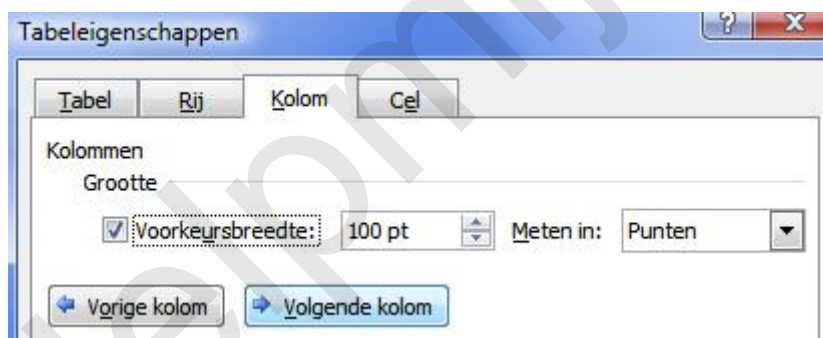 Tabeleigenschappen
Tabel Rij Kolom Cel
Kolommen
Grootte
Voorkeursbreedte: 100 pt Meten in: Punten
Vorige kolom Volgende kolom